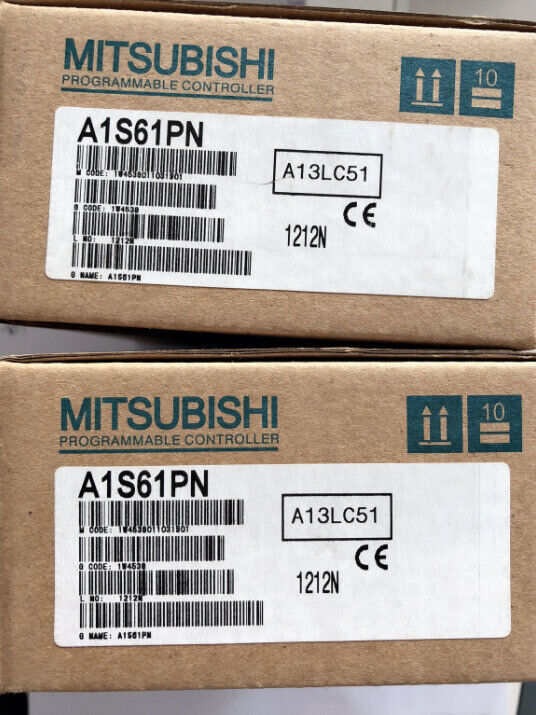 MITSUBISHI
PROGRAMMABLE CONTROLLER
10
A1S61PN
M CODE: 1W4538011031901
A13LC51
G CODE: 1W4538
CE
L NO: 1212N
1212N
G NAME: A1S61PN
MITSUBISHI
PROGRAMMABLE CONTROLLER
10
A1S61PN
M CODE: 1W4538011031901
A13LC51
G CODE: 1W4538
CE
L NO: 1212N
1212N
G NAME: A1S61PN